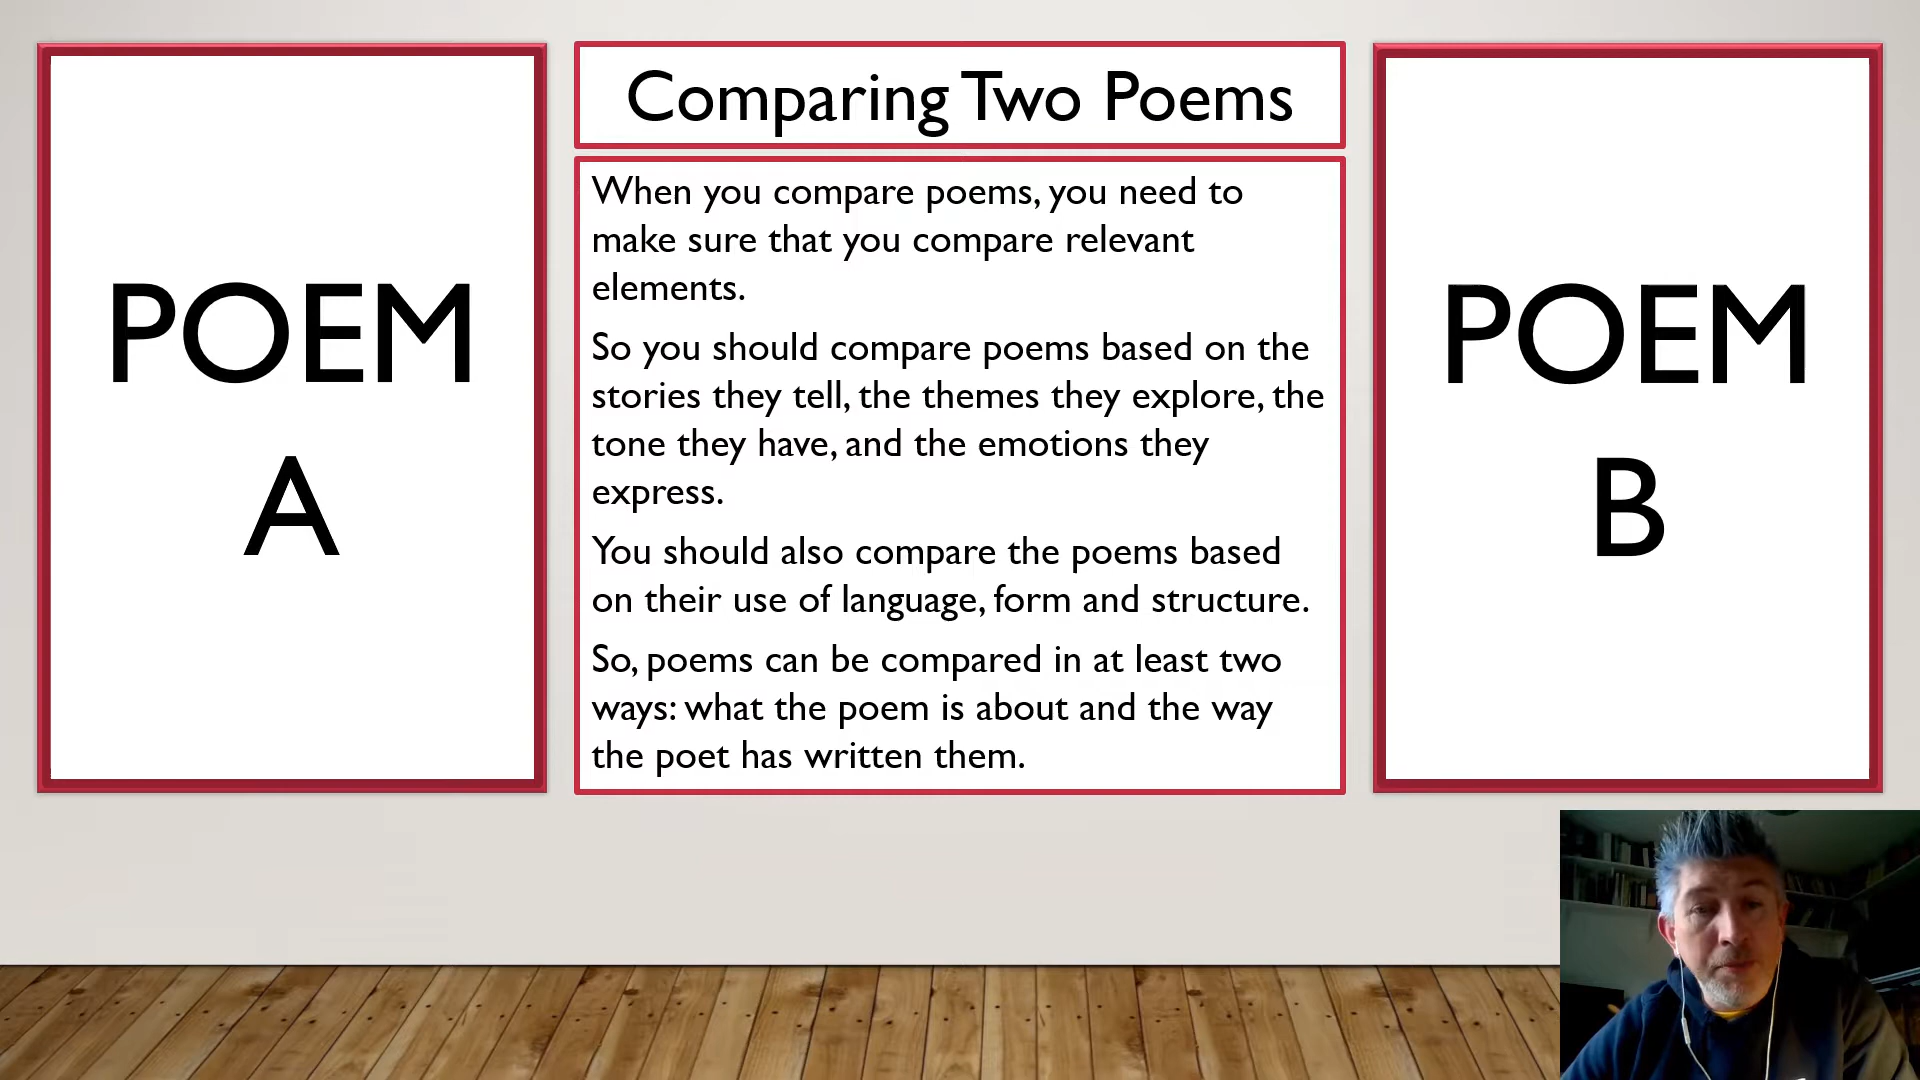 POEM
A
Comparing Two Poems
When you compare poems, you need to
make sure that you compare relevant
elements.
So you should compare poems based on the
stories they tell, the themes they explore, the
tone they have, and the emotions they
express.
You should also compare the poems based
on their use of language, form and structure.
So, poems can be compared in at least two
ways: what the poem is about and the way
the poet has written them.
POEM
B